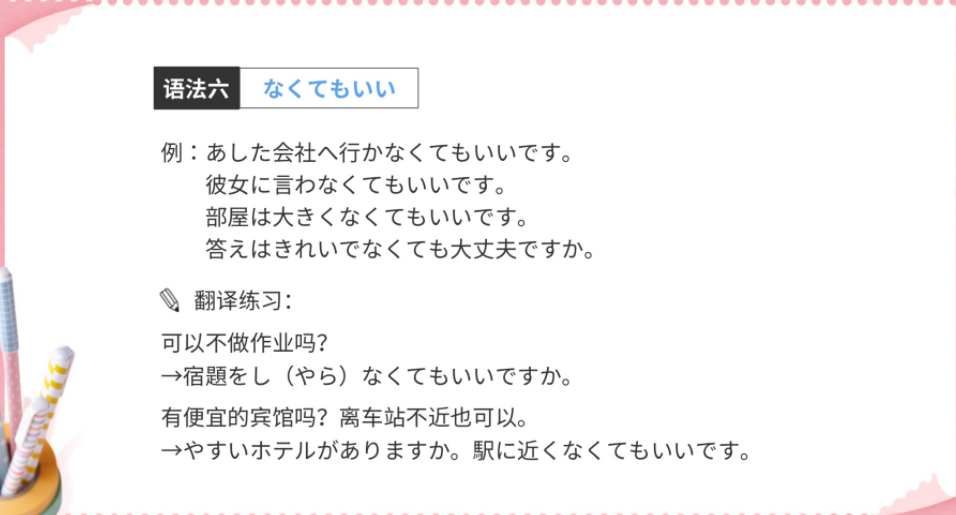 语法六 なくてもいい
例：あした会社へ行かなくてもいいです。
彼女に言わなくてもいいです。
部屋は大きくなくてもいいです。
答えはきれいでなくても大丈夫ですか。
翻译练习：
可以不做作业吗？
→宿題をし（やら）なくてもいいですか。
有便宜的宾馆吗？离车站不近也可以。
→やすいホテルがありますか。駅に近くなくてもいいです。